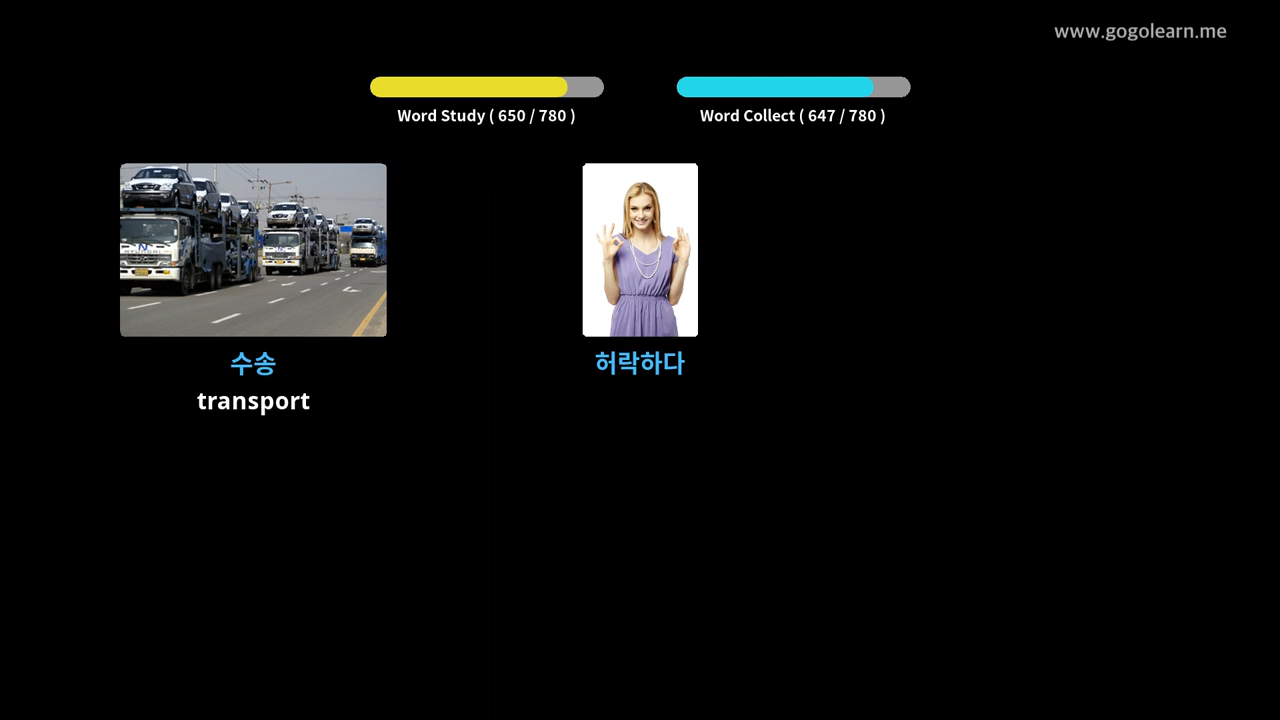 www.gogolearn.me
Word Study ( 650 / 780 )
Word Collect ( 647 / 780 )
수송
transport
허락하다